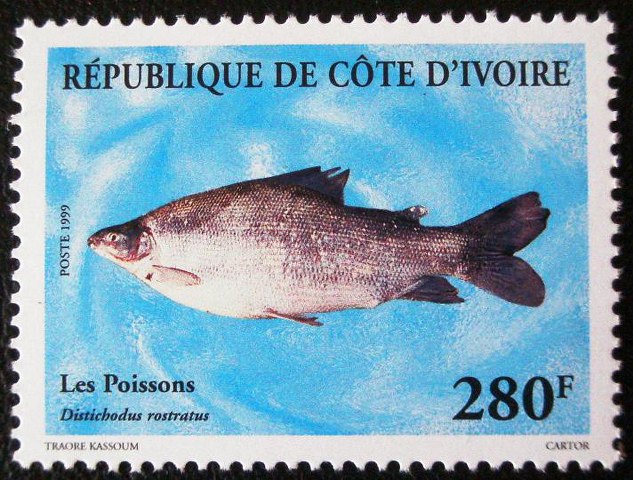 RÉPUBLIQUE DE CÔTE D'IVOIRE
POSTE 1999
Les Poissons
Distichodus rostratus
280F
TRAORE KASSOUM
CARTOR